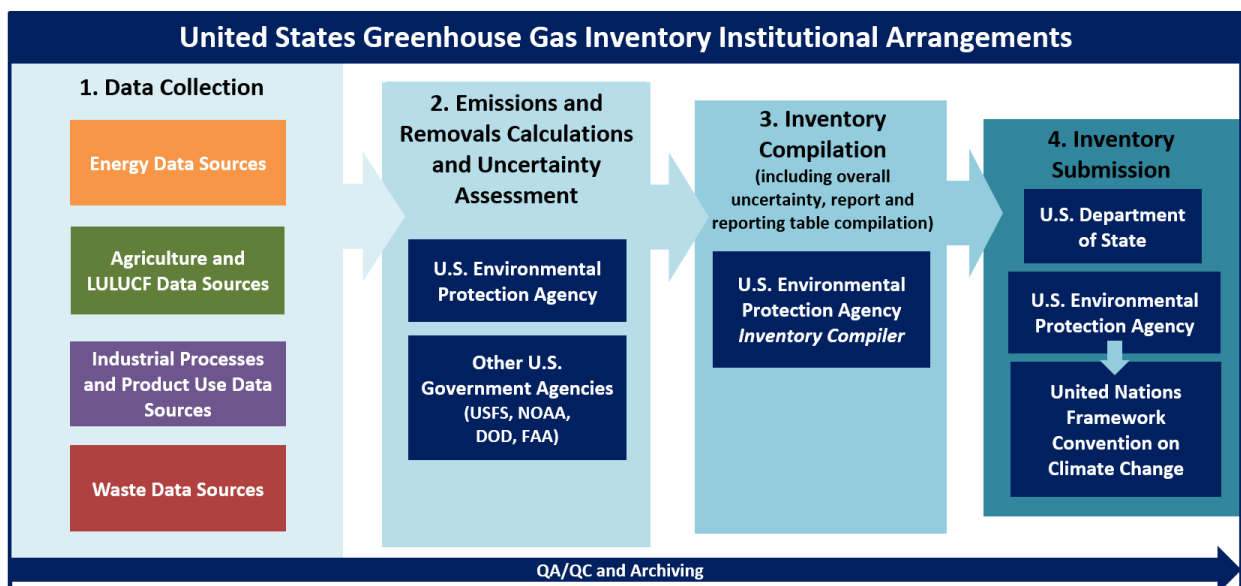 United States Greenhouse Gas Inventory Institutional Arrangements
1. Data Collection
Energy Data Sources
Agriculture and
LULUCF Data Sources
Industrial Processes
and Product Use Data
Sources
Waste Data Sources
2. Emissions and
Removals Calculations
and Uncertainty
Assessment
U.S. Environmental
Protection Agency
Other U.S.
Government Agencies
(USFS, NOAA,
DOD, FAA)
3. Inventory
Compilation
(including overall
uncertainty, report and
reporting table compilation)
U.S. Environmental
Protection Agency
Inventory Compiler
4. Inventory
Submission
U.S. Department
of State
U.S. Environmental
Protection Agency
United Nations
Framework
Convention on
Climate Change
QA/QC and Archiving